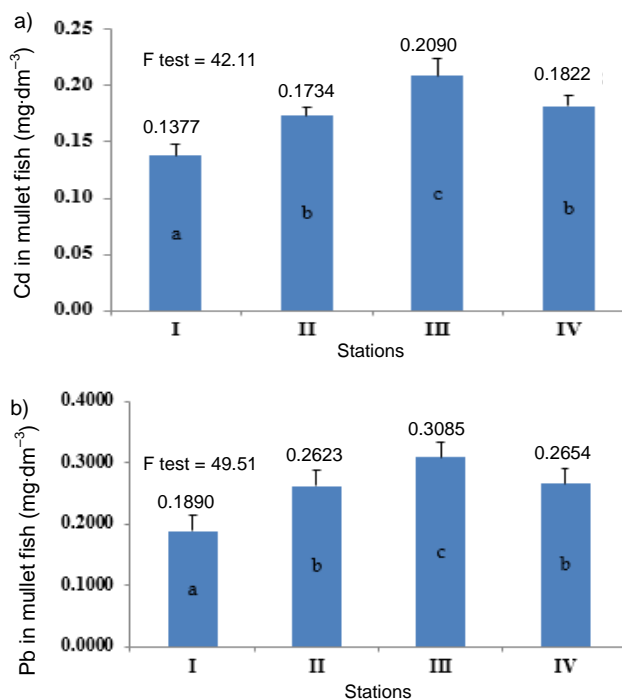 a)
Cd in mullet fish (mg·dm⁻³)
0.25
0.20
0.15
0.10
0.05
0.00
F test = 42.11
0.1377
0.1734
0.2090
0.1822
a
b
c
b
I II III IV
Stations
b)
Pb in mullet fish (mg·dm⁻³)
0.4000
0.3000
0.2000
0.1000
0.0000
F test = 49.51
0.1890
0.2623
0.3085
0.2654
a
b
c
b
I II III IV
Stations